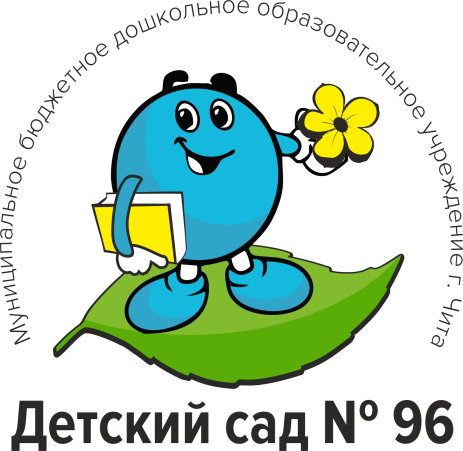 Муниципальное бюджетное дошкольное образовательное учреждение г. Чита
Детский сад № 96